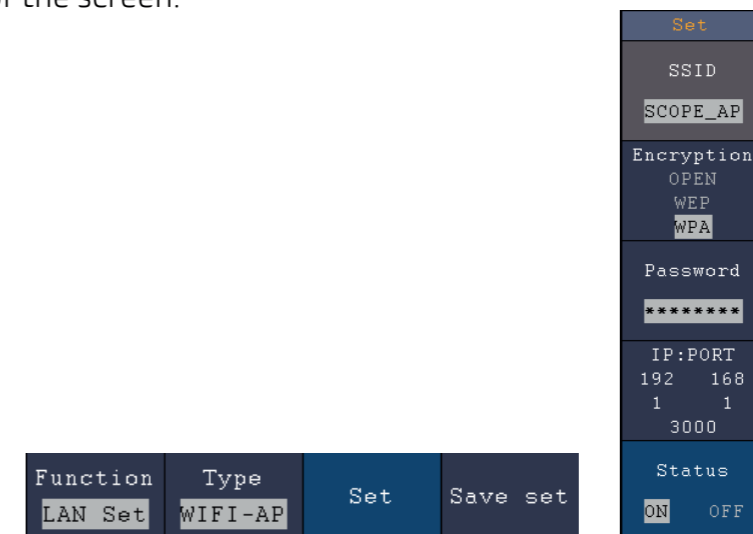 the screen.
Set
SSID
SCOPE_AP
Encryption
OPEN
WEP
WPA
Password
********
IP:PORT
192 168
1 1
3000
Status
ON OFF
Function Type
Set Save set
LAN Set WIFI-AP